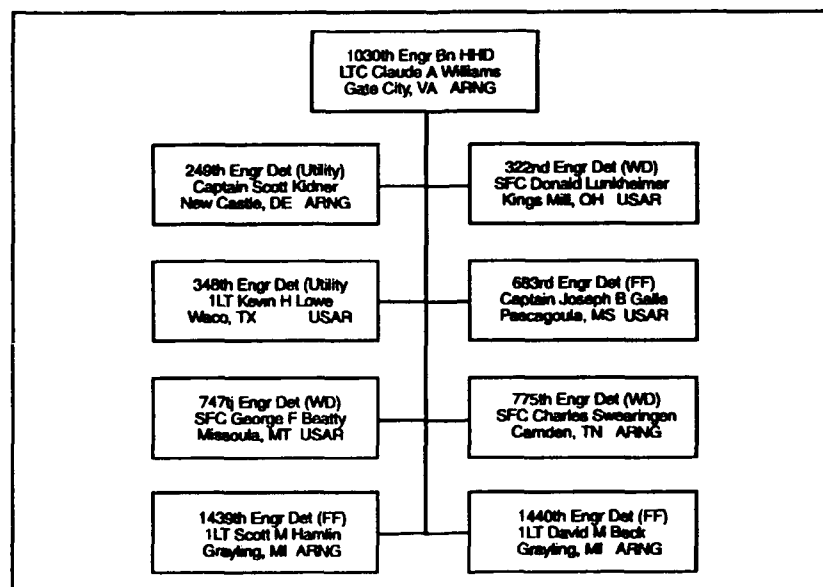 1030th Engr Bn HHD
LTC Claude A Williams
Gate City, VA ARNG
249th Engr Det (Utility)
Captain Scott Kidner
New Castle, DE ARNG
322nd Engr Det (WD)
SFC Donald Lunkheimer
Kings Mill, OH USAR
348th Engr Det (Utility
1LT Kevin H Lowe
Waco, TX USAR
683rd Engr Det (FF)
Captain Joseph B Galle
Pascagoula, MS USAR
747tj Engr Det (WD)
SFC George F Beatty
Missoula, MT USAR
775th Engr Det (WD)
SFC Charles Swearingen
Camden, TN ARNG
1439th Engr Det (FF)
1LT Scott M Hamlin
Grayling, MI ARNG
1440th Engr Det (FF)
1LT David M Beck
Grayling, MI ARNG